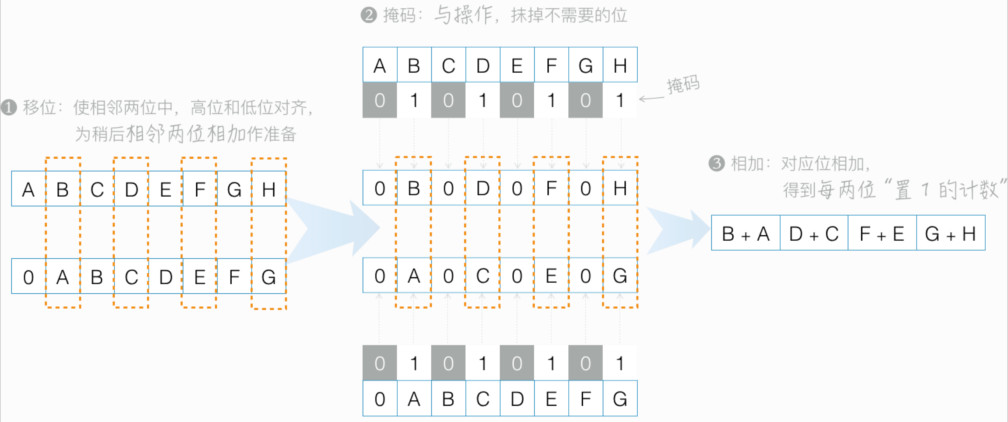 ❷ 掩码：与操作，抹掉不需要的位
A B C D E F G H
0 1 0 1 0 1 0 1
掩码
❶ 移位：使相邻两位中，高位和低位对齐，
为稍后相邻两位相加作准备
A B C D E F G H
0 A B C D E F G
0 B 0 D 0 F 0 H
0 A 0 C 0 E 0 G
0 1 0 1 0 1 0 1
0 A B C D E F G
❸ 相加：对应位相加，
得到每两位“置 1 的计数”
B + A D + C F + E G + H